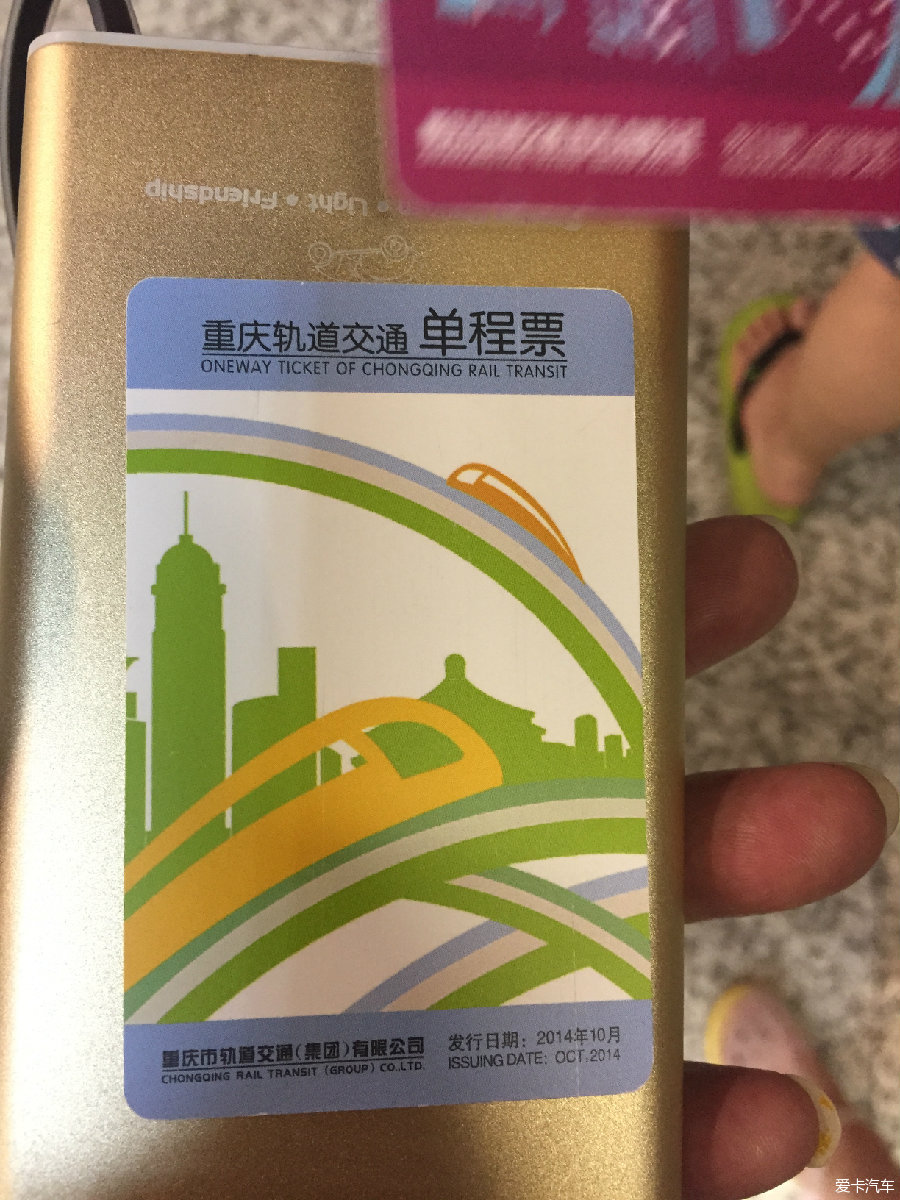 Light • Friendship
重庆轨道交通 单程票
ONEWAY TICKET OF CHONGQING RAIL TRANSIT
重庆市轨道交通(集团)有限公司
CHONGQING RAIL TRANSIT (GROUP) CO.LTD.
发行日期: 2014年10月
ISSUING DATE: OCT.2014
爱卡汽车